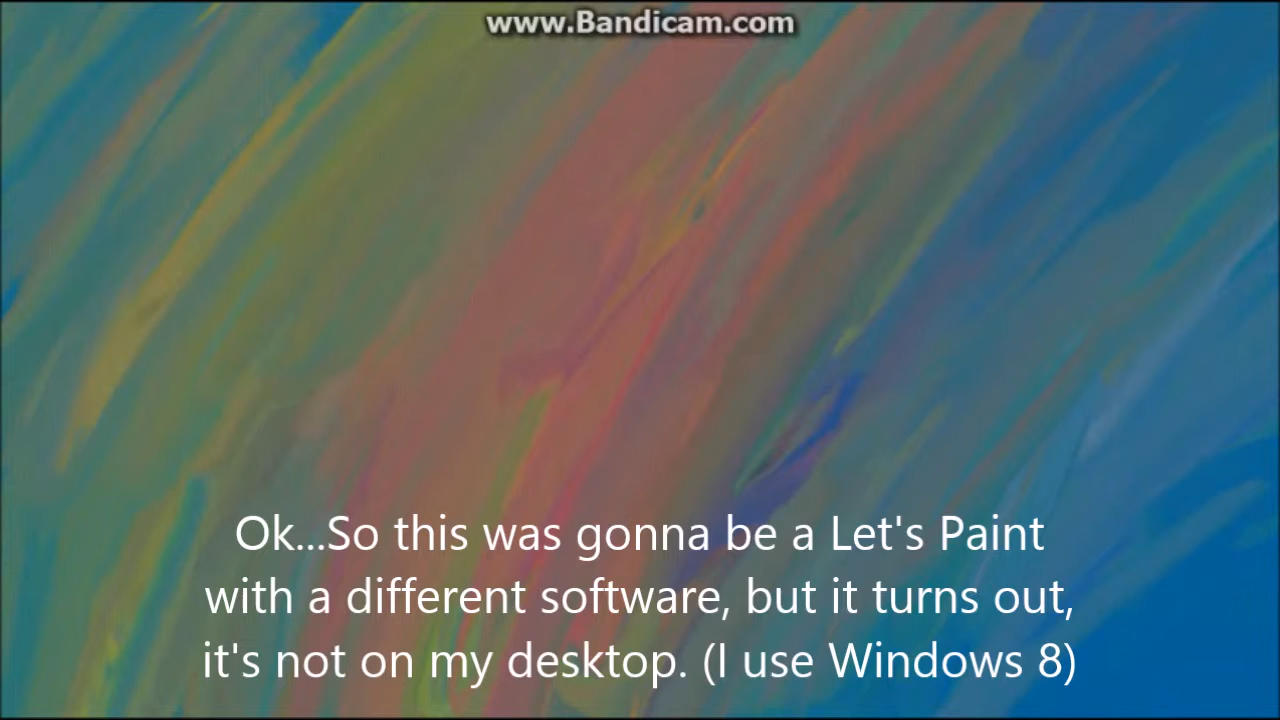 www.Bandicam.com
Ok...So this was gonna be a Let's Paint
with a different software, but it turns out,
it's not on my desktop. (I use Windows 8)